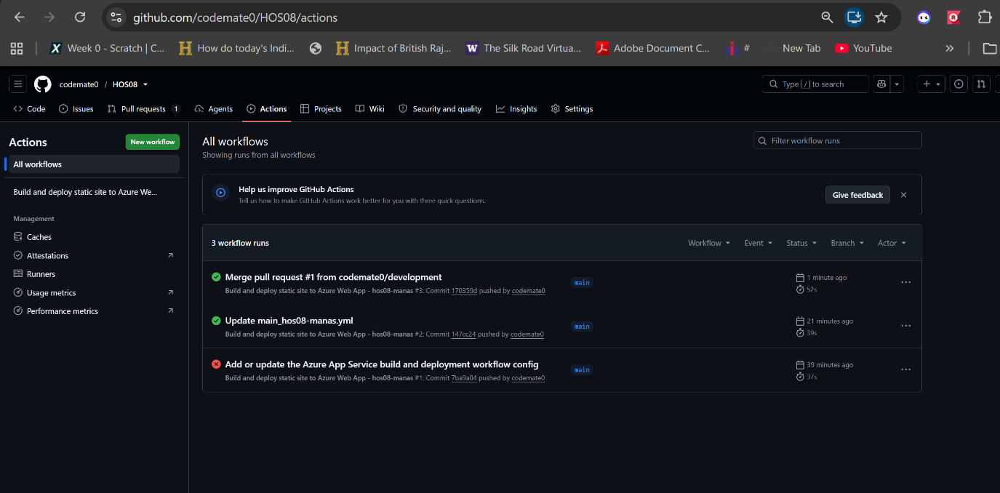 github.com/codemate0/HOS08/actions
Week 0 - Scratch | C... How do today's Indi... Impact of British Raj... W The Silk Road Virtua... Adobe Document C... # New Tab YouTube
codemate0 / HOS08 Type / to search
Code Issues Pull requests 1 Agents Actions Projects Wiki Security and quality Insights Settings
Actions New workflow
All workflows
Build and deploy static site to Azure We...
Management
Caches
Attestations
Runners
Usage metrics
Performance metrics
All workflows Filter workflow runs
Showing runs from all workflows
Help us improve GitHub Actions
Tell us how to make GitHub Actions work better for you with three quick questions.
Give feedback
3 workflow runs Workflow Event Status Branch Actor
Merge pull request #1 from codemate0/development main 1 minute ago
Build and deploy static site to Azure Web App - hos08-manas #3: Commit 170359d pushed by codemate0 52s
Update main_hos08-manas.yml main 21 minutes ago
Build and deploy static site to Azure Web App - hos08-manas #2: Commit 147cc24 pushed by codemate0 39s
Add or update the Azure App Service build and deployment workflow config main 39 minutes ago
Build and deploy static site to Azure Web App - hos08-manas #1: Commit 7ba9a04 pushed by codemate0 37s